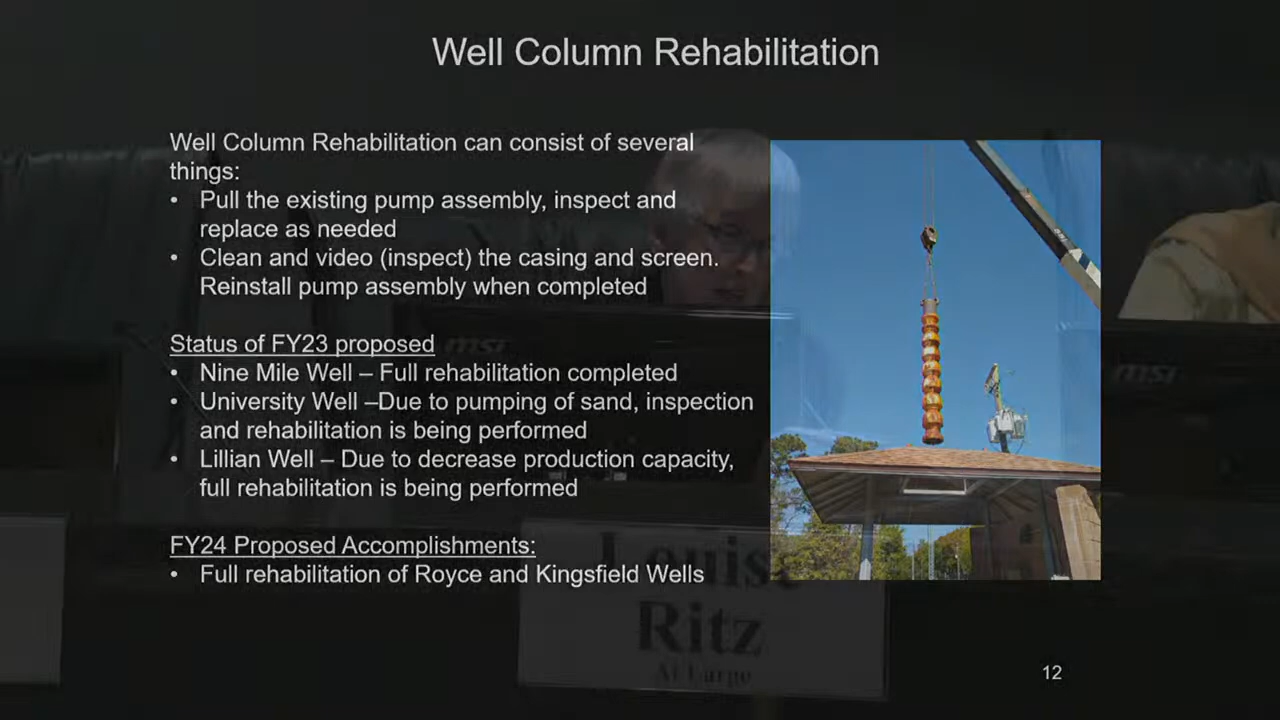 Well Column Rehabilitation
Well Column Rehabilitation can consist of several
things:
• Pull the existing pump assembly, inspect and
replace as needed
• Clean and video (inspect) the casing and screen.
Reinstall pump assembly when completed
Status of FY23 proposed
msi
• Nine Mile Well – Full rehabilitation completed
msi
• University Well –Due to pumping of sand, inspection
and rehabilitation is being performed
• Lillian Well – Due to decrease production capacity,
full rehabilitation is being performed
FY24 Proposed Accomplishments:
• Full rehabilitation of Royce and Kingsfield Wells
Ritz
At Large
12